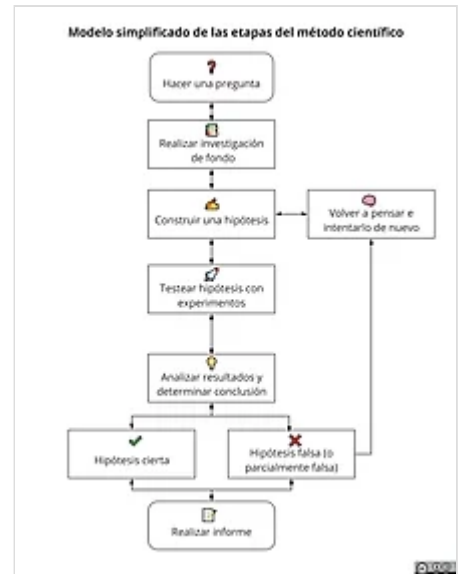 Modelo simplificado de las etapas del método científico
Hacer una pregunta
Realizar investigación
de fondo
Construir una hipótesis
Volver a pensar e
intentarlo de nuevo
Testear hipótesis con
experimentos
Analizar resultados y
determinar conclusión
Hipótesis cierta
Hipótesis falsa (o
parcialmente falsa)
Realizar informe